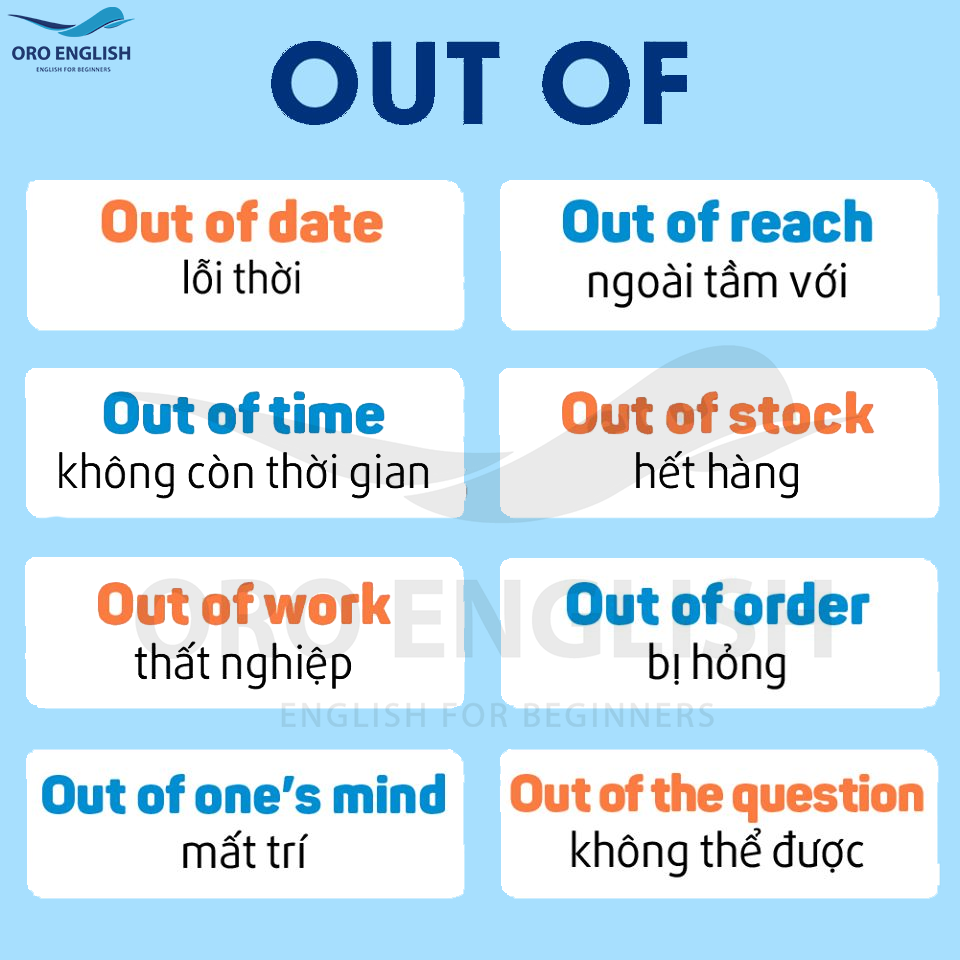 ORO ENGLISH
ENGLISH FOR BEGINNERS
OUT OF
Out of date
lỗi thời
Out of reach
ngoài tầm với
Out of time
không còn thời gian
Out of stock
hết hàng
Out of work
thất nghiệp
Out of order
bị hỏng
ORO ENGLISH
ENGLISH FOR BEGINNERS
Out of one's mind
mất trí
Out of the question
không thể được